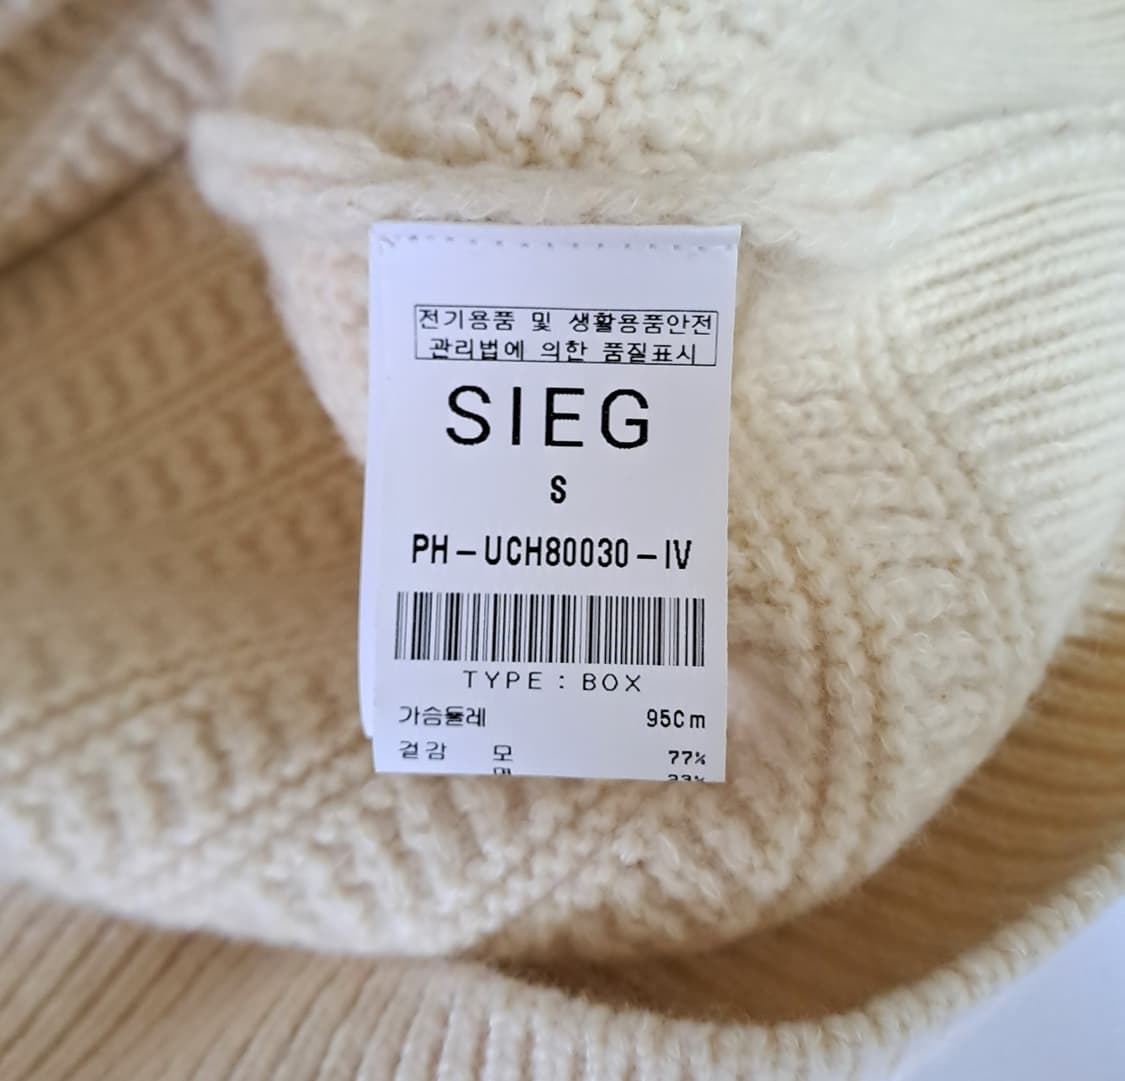 전기용품 및 생활용품안전
관리법에 의한 품질표시
SIEG
S
PH-UCH80030-IV
TYPE : BOX
가슴둘레 95Cm
겉감 모 77%